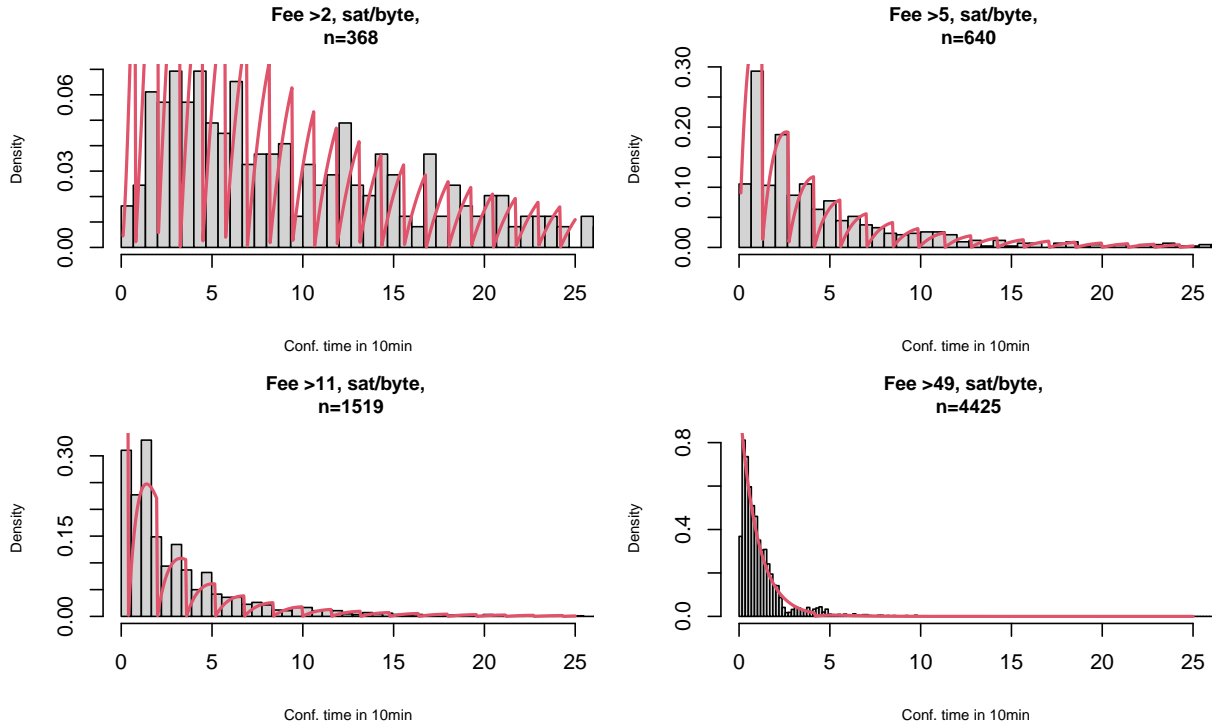 Fee >2, sat/byte,
n=368
Density
0.00
0.03
0.06
0 5 10 15 20 25
Conf. time in 10min
Fee >5, sat/byte,
n=640
Density
0.00
0.10
0.20
0.30
0 5 10 15 20 25
Conf. time in 10min
Fee >11, sat/byte,
n=1519
Density
0.00
0.15
0.30
0 5 10 15 20 25
Conf. time in 10min
Fee >49, sat/byte,
n=4425
Density
0.0
0.4
0.8
0 5 10 15 20 25
Conf. time in 10min